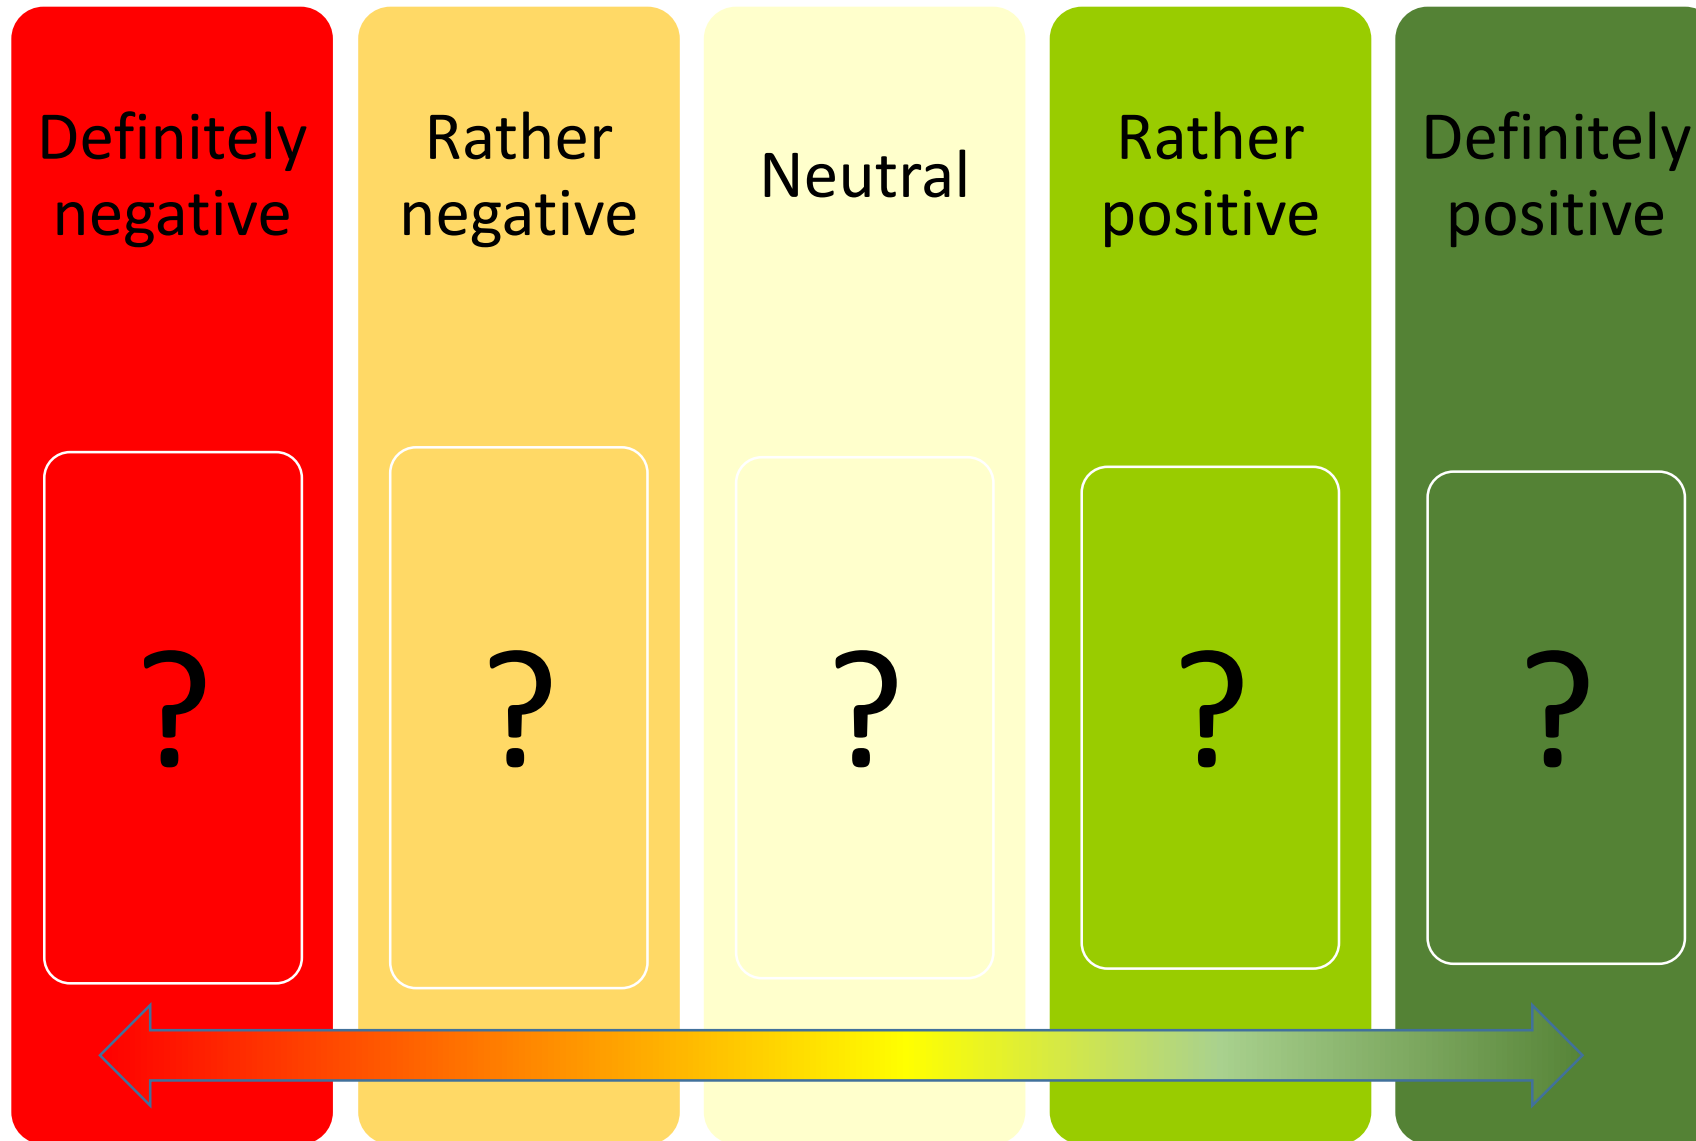 Definitely
negative
Rather
negative
Neutral
Rather
positive
Definitely
positive
?
?
?
?
?